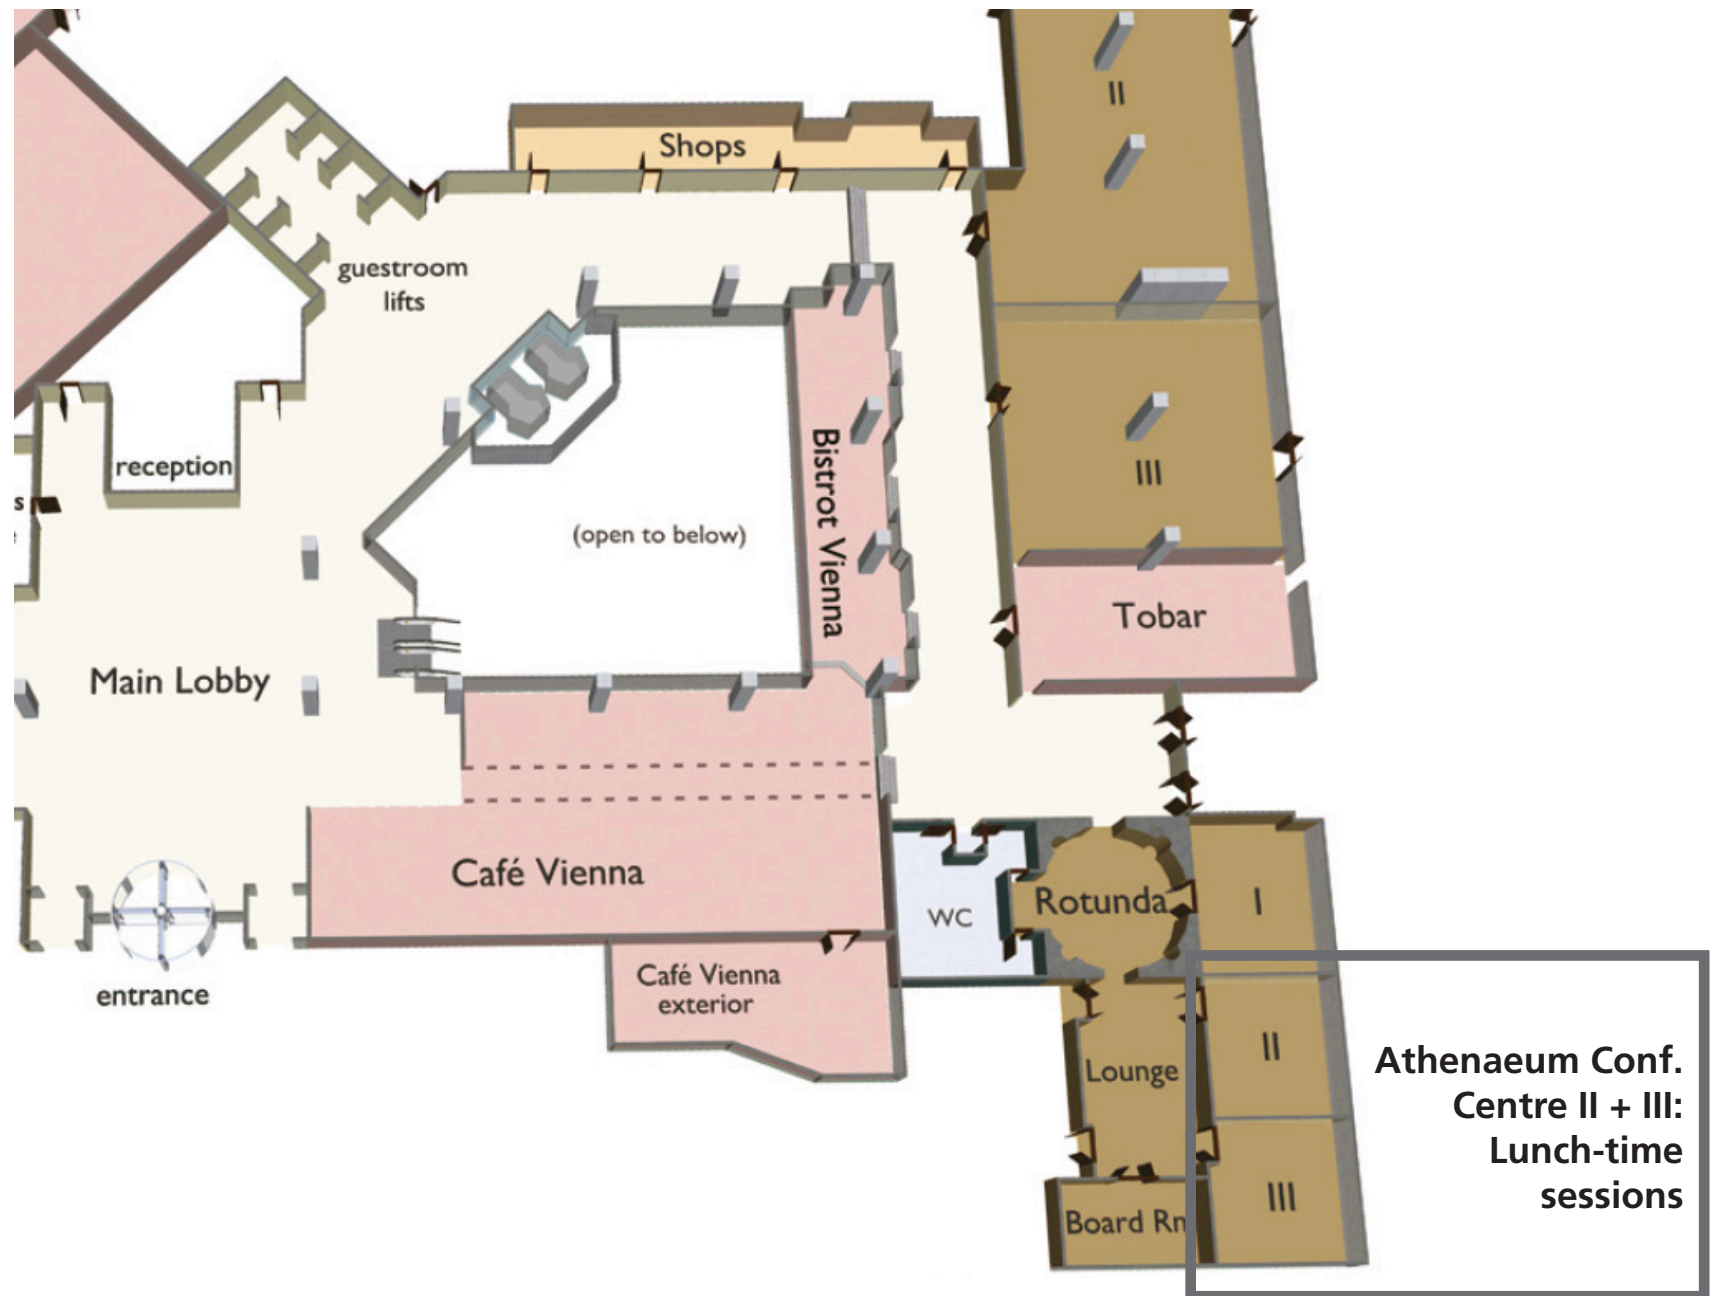 II
Shops
guestroom
lifts
reception
s
III
Bistrot Vienna
(open to below)
Tobar
Main Lobby
Café Vienna
WC
Rotunda
I
Café Vienna
exterior
entrance
II
Lounge
Athenaeum Conf.
Centre II + III:
Lunch-time
sessions
III
Board Rm